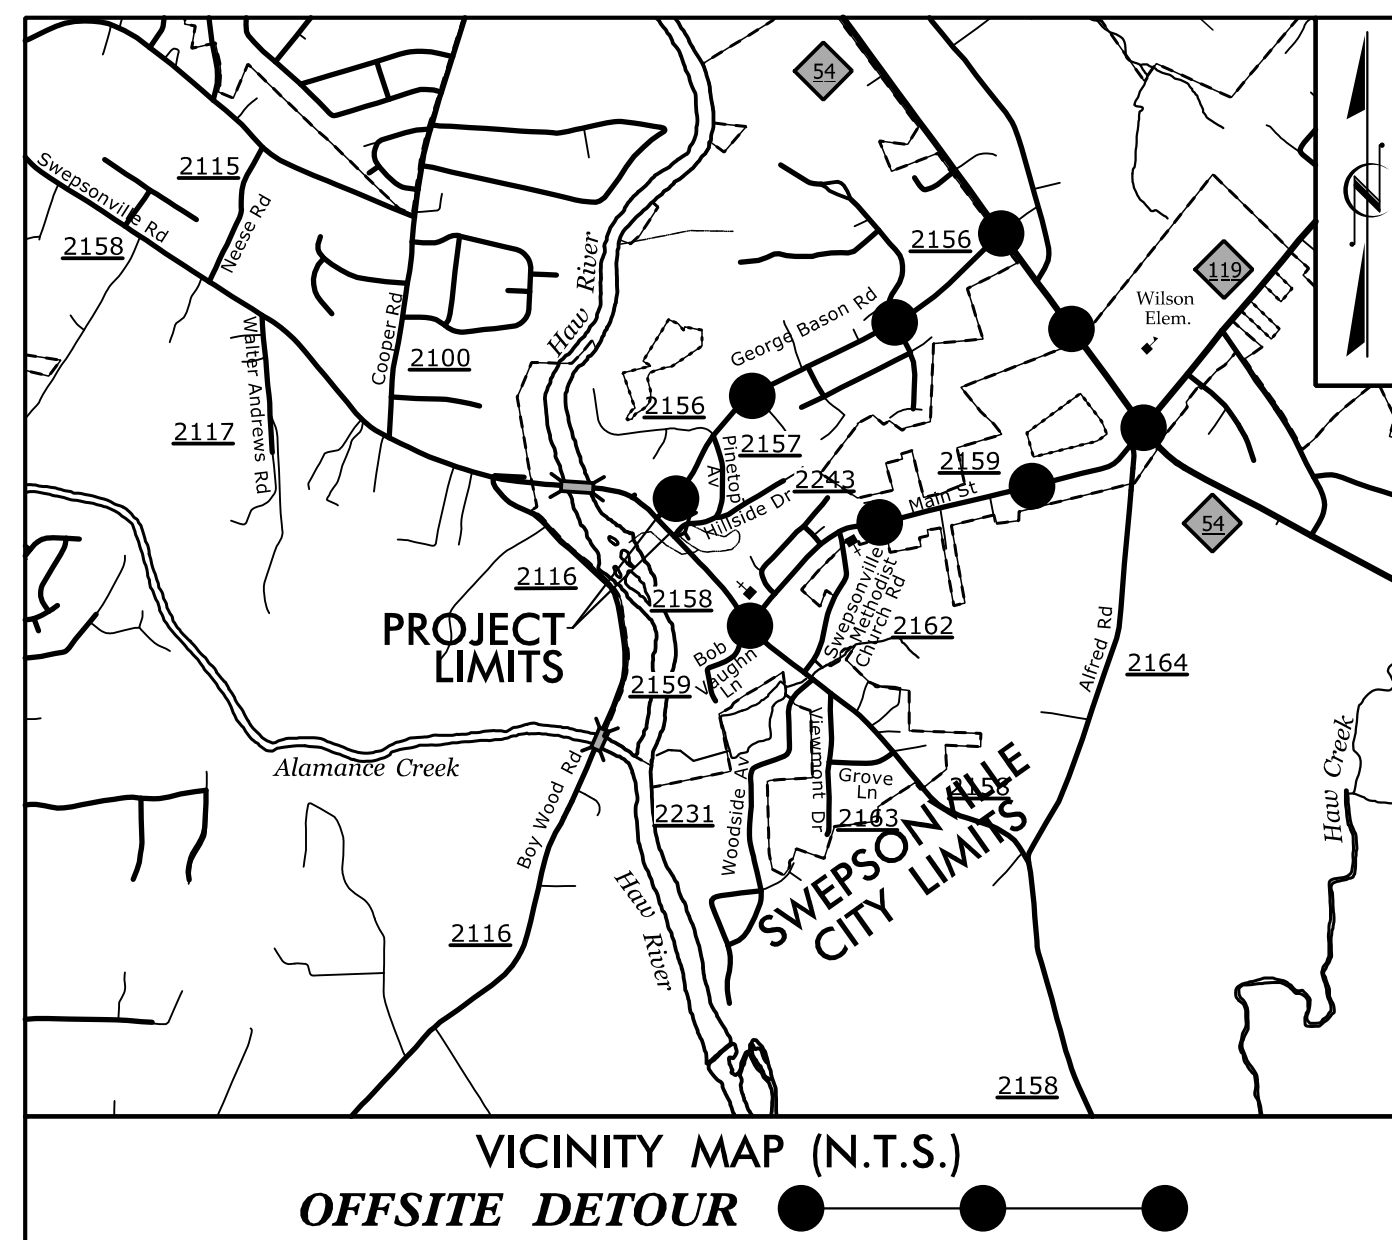 54
2115
Swepsonville Rd
2158
Neese Rd
2156
119
Haw River
Wilson
Elem.
Cooper Rd
George Bason Rd
Walter Andrews Rd
2100
2156
2117
2157
Pinetop
Av
2159
2243
Main St
Hillside Dr
54
2116
2158
Swepsonville
Methodist
Church Rd
PROJECT
LIMITS
2162
Alfred Rd
2164
Bob
Vaughn
Ln
2159
Viewmont Dr
Haw Creek
Alamance Creek
Boy Wood Rd
Woodside Av
Grove
Ln
2158
2231
2163
SWEPSONVILLE
CITY LIMITS
Haw River
2116
2158
VICINITY MAP (N.T.S.)
OFFSITE DETOUR